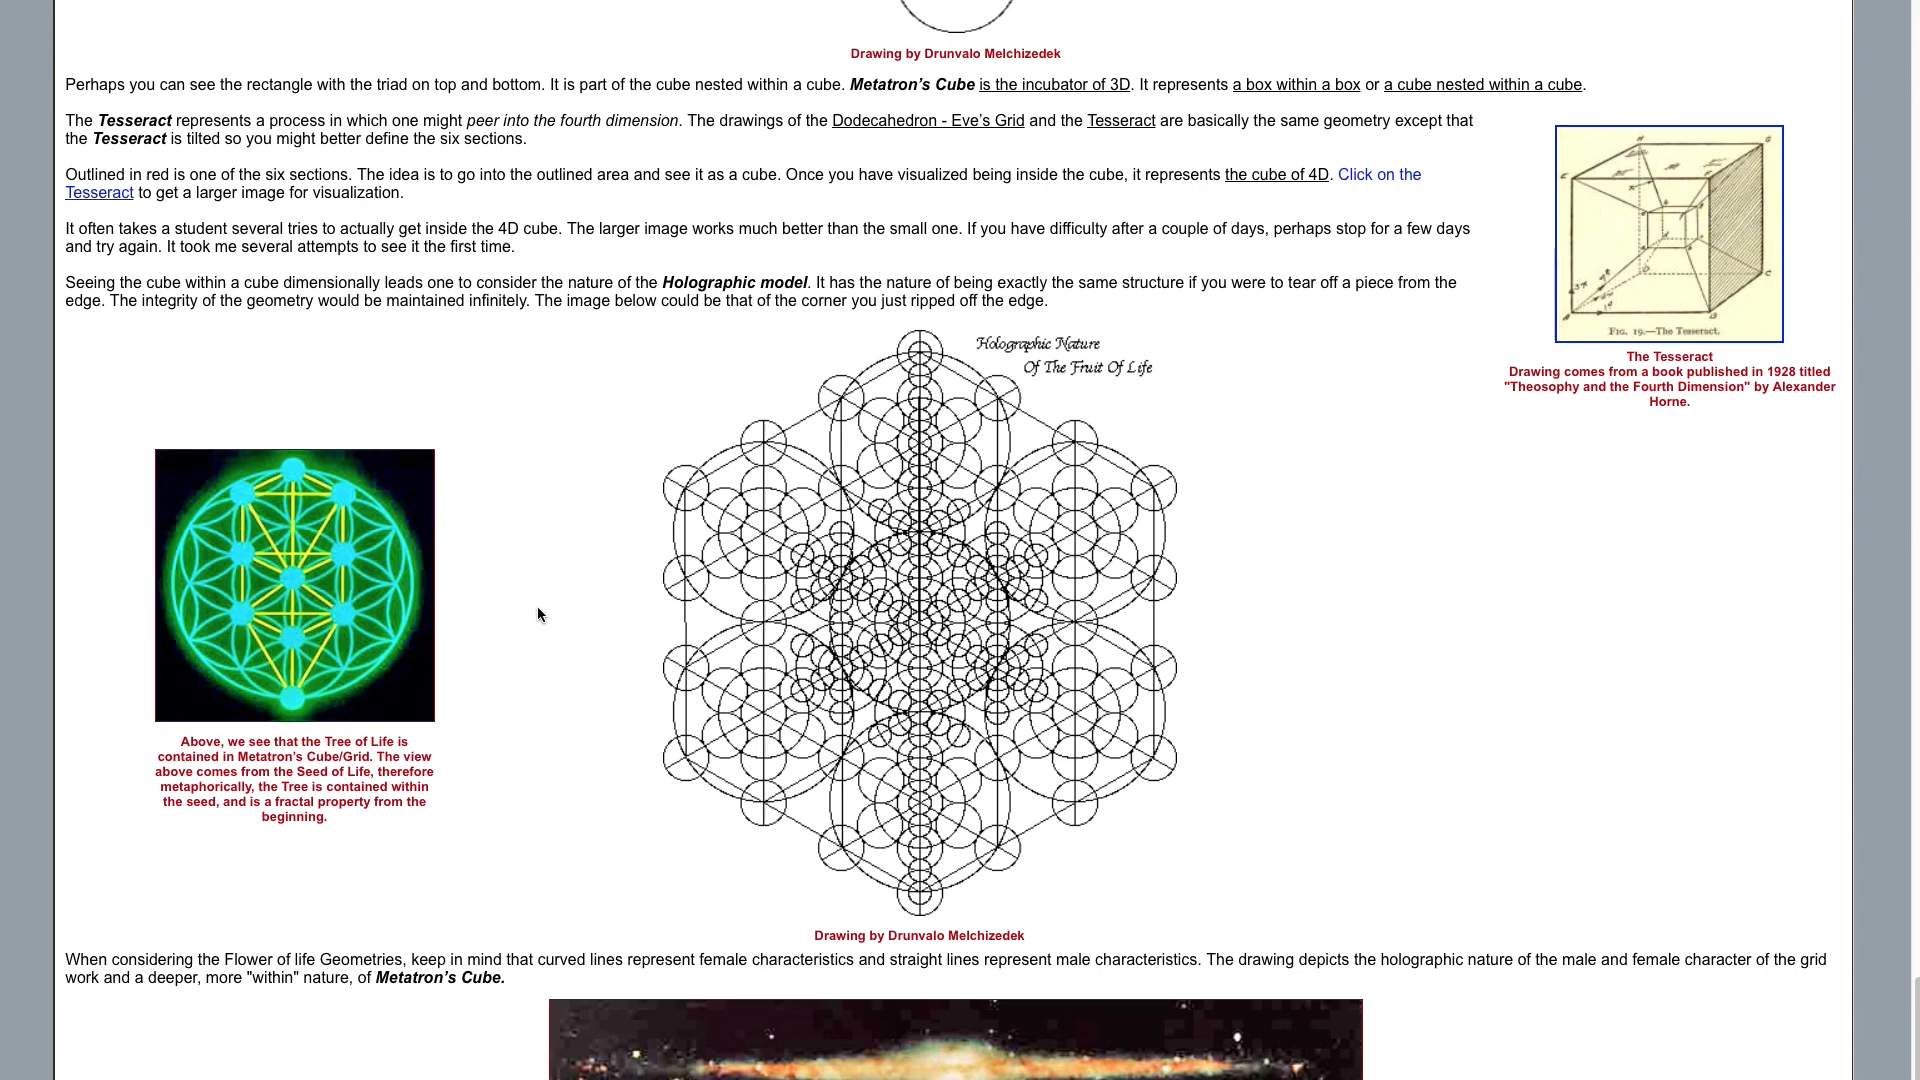 Drawing by Drunvalo Melchizedek
Perhaps you can see the rectangle with the triad on top and bottom. It is part of the cube nested within a cube. Metatron’s Cube is the incubator of 3D. It represents a box within a box or a cube nested within a cube.
The Tesseract represents a process in which one might peer into the fourth dimension. The drawings of the Dodecahedron - Eve’s Grid and the Tesseract are basically the same geometry except that
the Tesseract is tilted so you might better define the six sections.
Outlined in red is one of the six sections. The idea is to go into the outlined area and see it as a cube. Once you have visualized being inside the cube, it represents the cube of 4D. Click on the
Tesseract to get a larger image for visualization.
It often takes a student several tries to actually get inside the 4D cube. The larger image works much better than the small one. If you have difficulty after a couple of days, perhaps stop for a few days
and try again. It took me several attempts to see it the first time.
Seeing the cube within a cube dimensionally leads one to consider the nature of the Holographic model. It has the nature of being exactly the same structure if you were to tear off a piece from the
edge. The integrity of the geometry would be maintained infinitely. The image below could be that of the corner you just ripped off the edge.
FIG. 19.—The Tesseract.
The Tesseract
Drawing comes from a book published in 1928 titled
"Theosophy and the Fourth Dimension" by Alexander
Horne.
Holographic Nature
Of The Fruit Of Life
Above, we see that the Tree of Life is
contained in Metatron’s Cube/Grid. The view
above comes from the Seed of Life, therefore
metaphorically, the Tree is contained within
the seed, and is a fractal property from the
beginning.
Drawing by Drunvalo Melchizedek
When considering the Flower of life Geometries, keep in mind that curved lines represent female characteristics and straight lines represent male characteristics. The drawing depicts the holographic nature of the male and female character of the grid
work and a deeper, more "within" nature, of Metatron’s Cube.